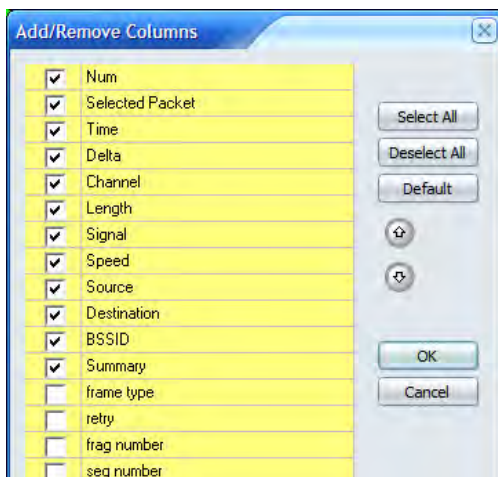 Add/Remove Columns
Num
Selected Packet
Time
Delta
Channel
Length
Signal
Speed
Source
Destination
BSSID
Summary
frame type
retry
frag number
seq number
Select All
Deselect All
Default
OK
Cancel